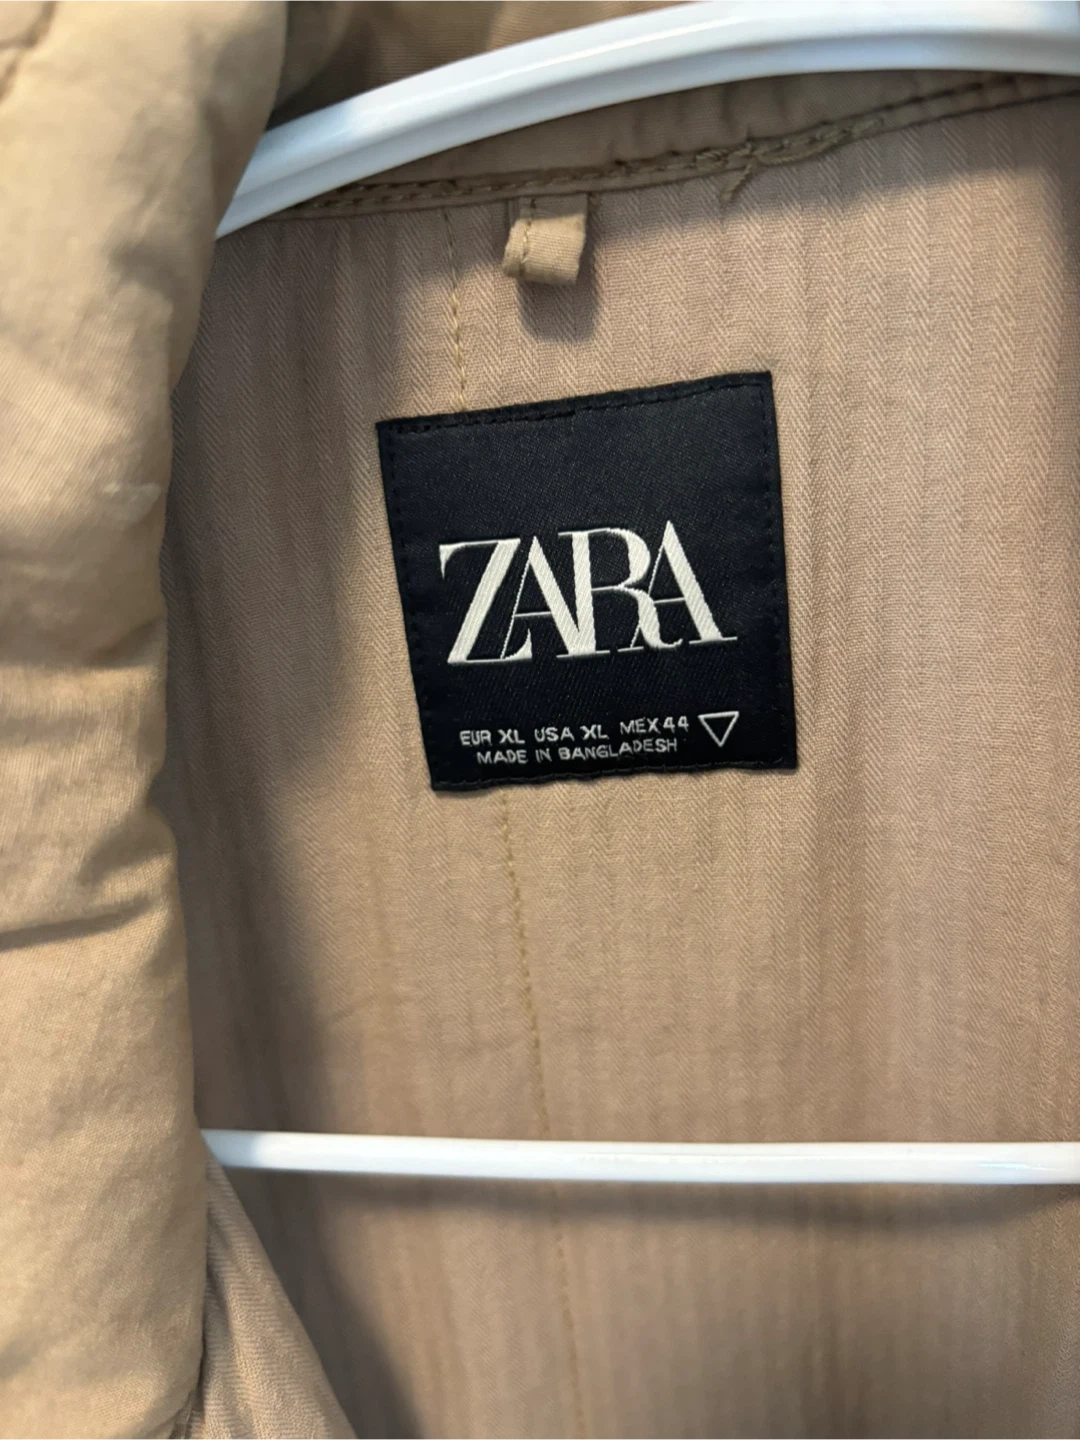 ZARA
EUR XL USA XL MEX 44
MADE IN BANGLADESH